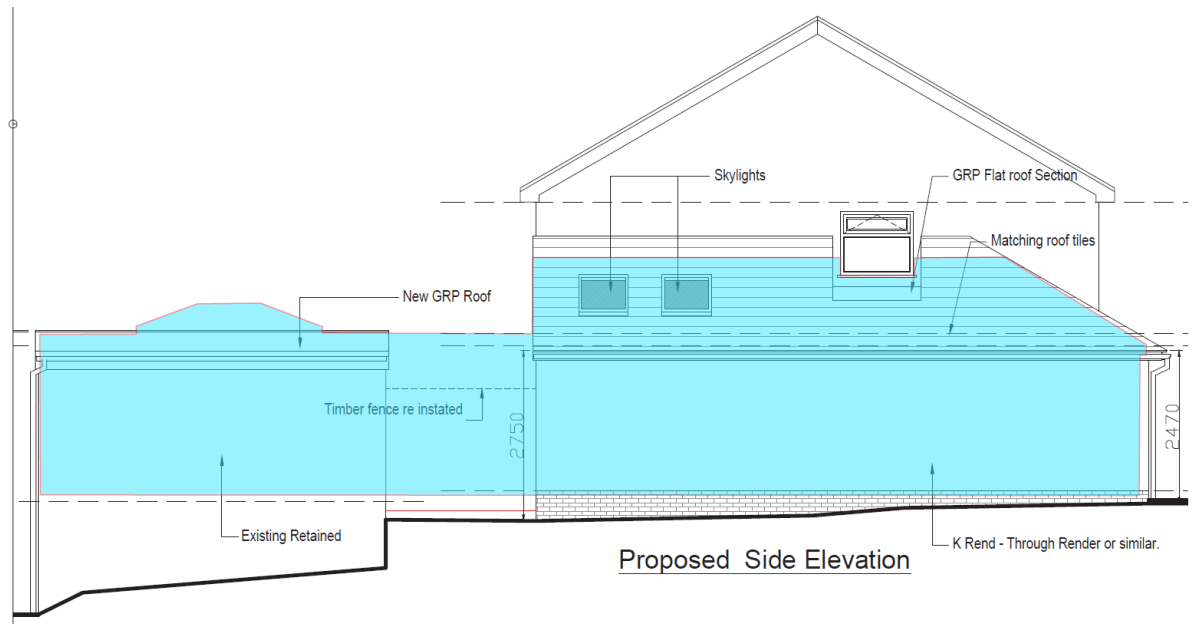 Skylights
GRP Flat roof Section
Matching roof tiles
New GRP Roof
Timber fence re instated
2750
2470
Existing Retained
K Rend - Through Render or similar.
Proposed Side Elevation